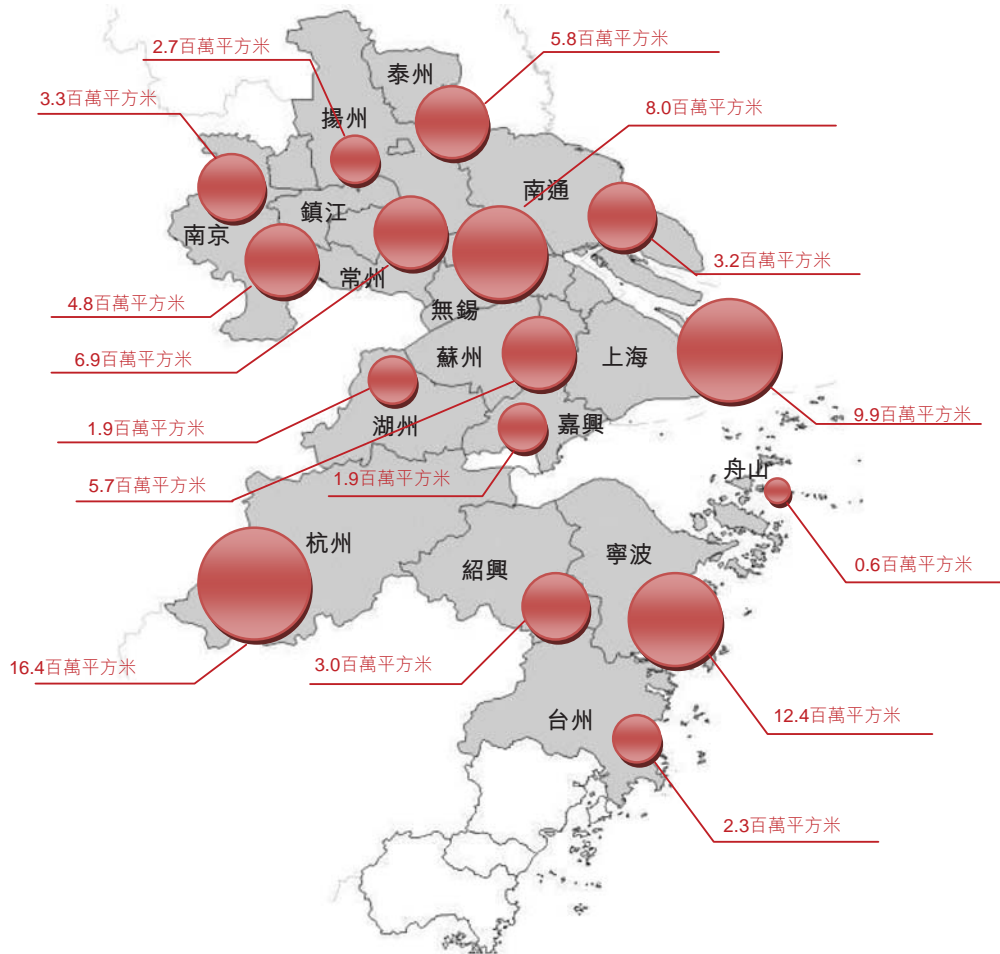 2.7百萬平方米
5.8百萬平方米
泰州
3.3百萬平方米
8.0百萬平方米
揚州
南通
鎮江
南京
3.2百萬平方米
常州
4.8百萬平方米
無錫
6.9百萬平方米
蘇州
上海
9.9百萬平方米
1.9百萬平方米
湖州
嘉興
5.7百萬平方米
1.9百萬平方米
舟山
杭州
紹興
寧波
0.6百萬平方米
16.4百萬平方米
3.0百萬平方米
12.4百萬平方米
台州
2.3百萬平方米